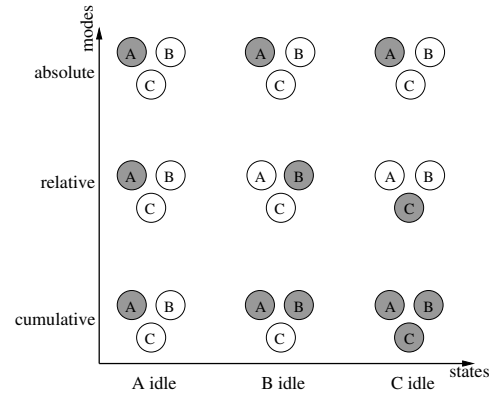 modes
A B A B A B
absolute
C C C
A B A B A B
relative
C C C
A B A B A B
cumulative
C C C
states
A idle B idle C idle